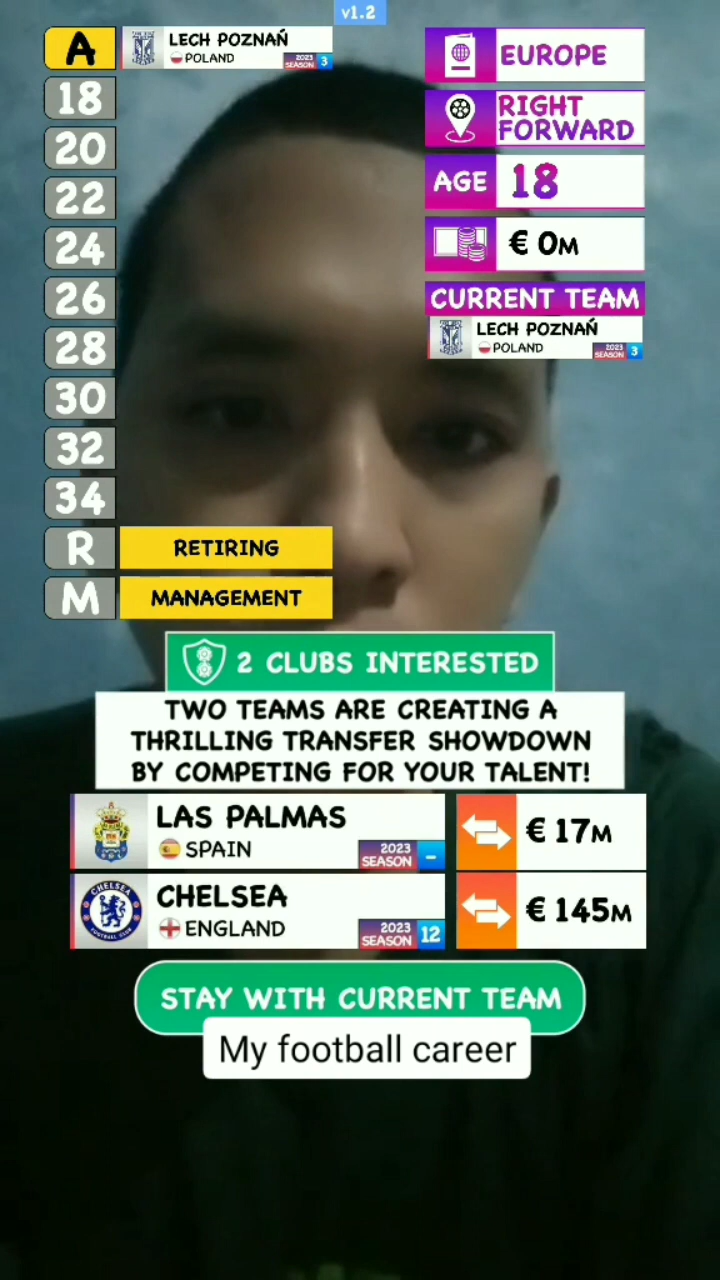 v1.2
A
LECH POZNAŃ
POLAND
2023
SEASON 3
18
20
22
24
26
28
30
32
34
R RETIRING
M MANAGEMENT
EUROPE
RIGHT
FORWARD
AGE 18
€ 0M
CURRENT TEAM
LECH POZNAŃ
POLAND
2023
SEASON 3
2 CLUBS INTERESTED
TWO TEAMS ARE CREATING A
THRILLING TRANSFER SHOWDOWN
BY COMPETING FOR YOUR TALENT!
LAS PALMAS
SPAIN
2023
SEASON -
€ 17M
CHELSEA
FOOTBALL CLUB
CHELSEA
ENGLAND
2023
SEASON 12
€ 145M
STAY WITH CURRENT TEAM
My football career